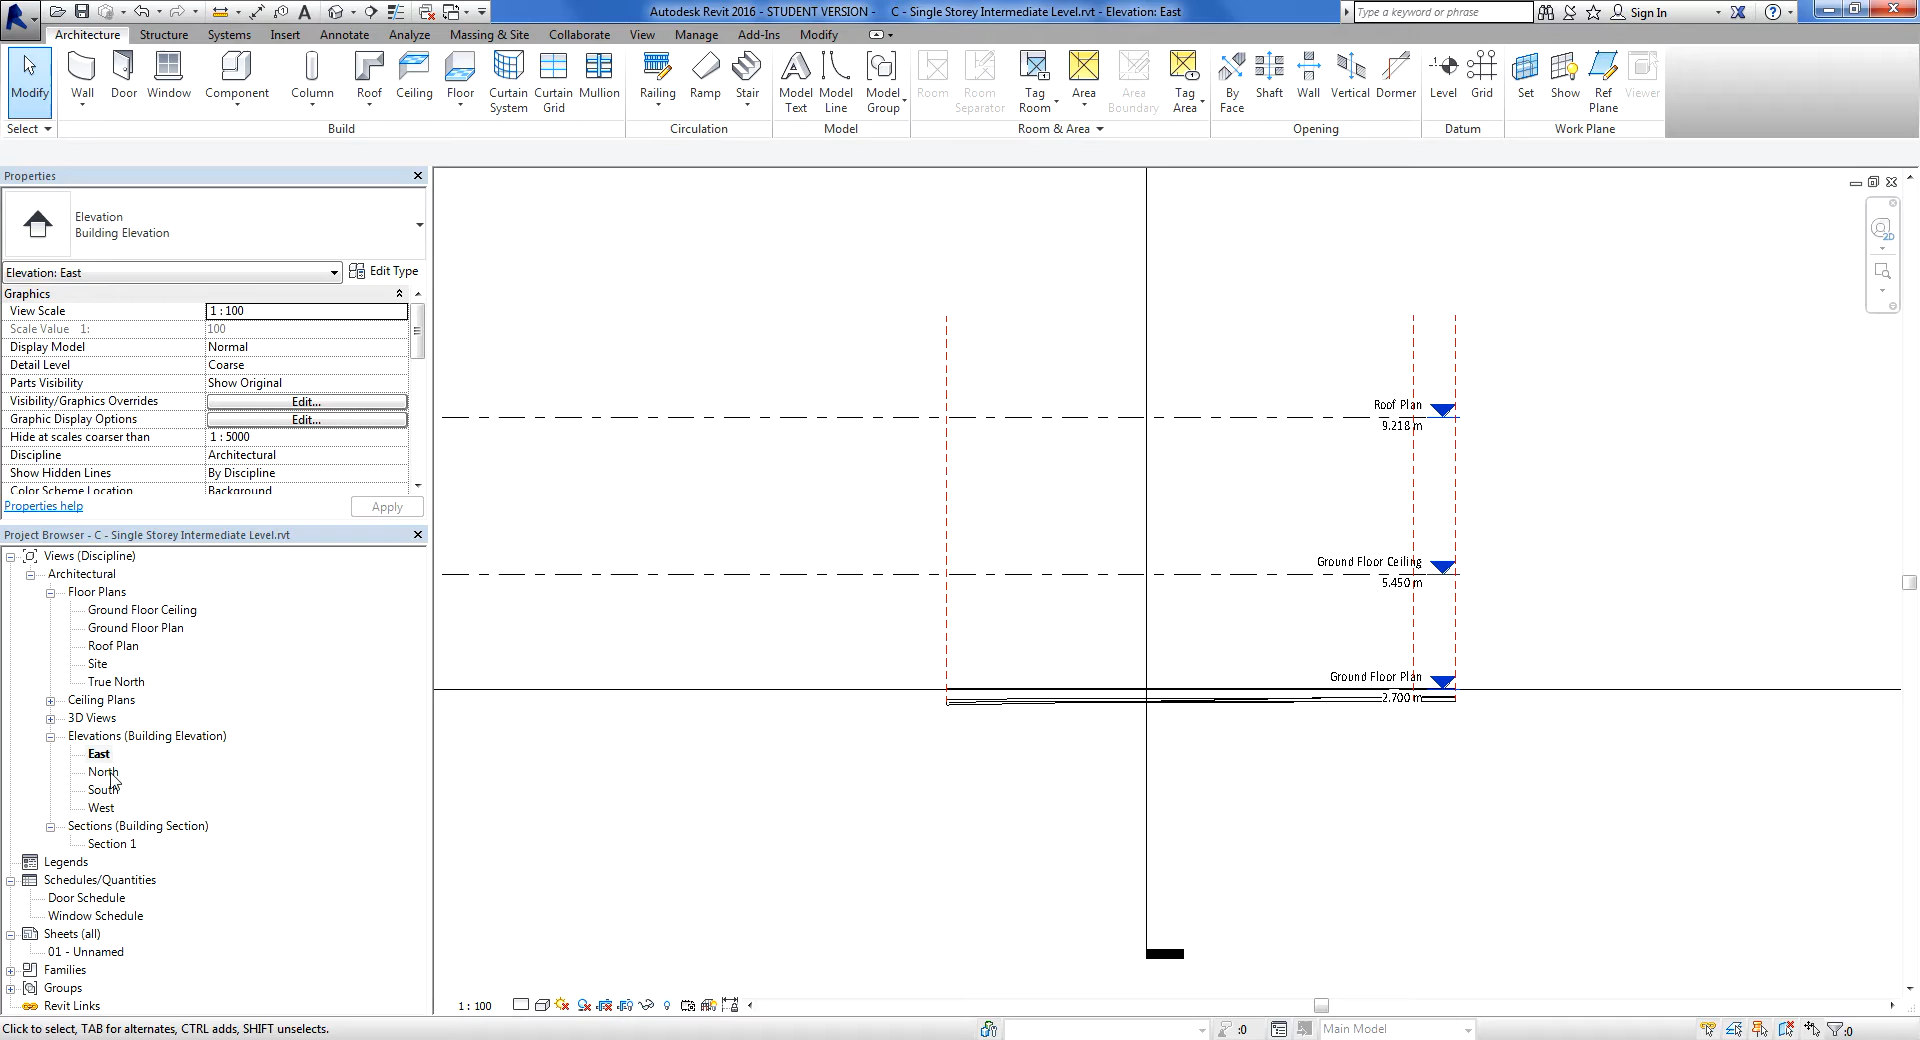 Autodesk Revit 2016 - STUDENT VERSION - C - Single Storey Intermediate Level.rvt - Elevation: East
Type a keyword or phrase
Sign In
Architecture Structure Systems Insert Annotate Analyze Massing & Site Collaborate View Manage Add-Ins Modify
Modify
Wall
Door
Window
Component
Column
Roof
Ceiling
Floor
Curtain System
Curtain Grid
Mullion
Railing
Ramp
Stair
Model Text
Model Line
Model Group
Room
Room Separator
Tag Room
Area
Area Boundary
Tag Area
By Face
Shaft
Wall
Vertical
Dormer
Level
Grid
Set
Show
Ref Plane
Viewer
Select
Build
Circulation
Model
Room & Area
Opening
Datum
Work Plane
Properties
Elevation
Building Elevation
Elevation: East
Edit Type
Graphics
View Scale 1 : 100
Scale Value 1: 100
Display Model Normal
Detail Level Coarse
Parts Visibility Show Original
Visibility/Graphics Overrides Edit...
Graphic Display Options Edit...
Hide at scales coarser than 1 : 5000
Discipline Architectural
Show Hidden Lines By Discipline
Color Scheme Location Background
Properties help
Apply
Project Browser - C - Single Storey Intermediate Level.rvt
Views (Discipline)
Architectural
Floor Plans
Ground Floor Ceiling
Ground Floor Plan
Roof Plan
Site
True North
Ceiling Plans
3D Views
Elevations (Building Elevation)
East
North
South
West
Sections (Building Section)
Section 1
Legends
Schedules/Quantities
Door Schedule
Window Schedule
Sheets (all)
01 - Unnamed
Families
Groups
Revit Links
Roof Plan
9.218 m
Ground Floor Ceiling
5.450 m
Ground Floor Plan
2.700 m
2D
1 : 100
Click to select, TAB for alternates, CTRL adds, SHIFT unselects.
:0
Main Model
:0